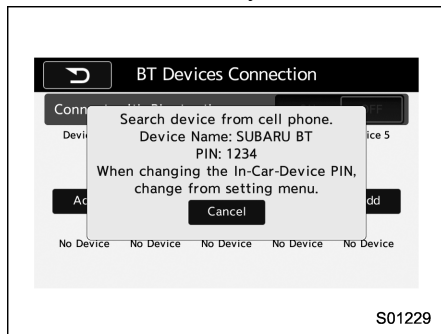 BT Devices Connection
Search device from cell phone.
Device Name: SUBARU BT
PIN: 1234
When changing the In-Car-Device PIN,
change from setting menu.
Cancel
No Device No Device No Device No Device No Device
S01229